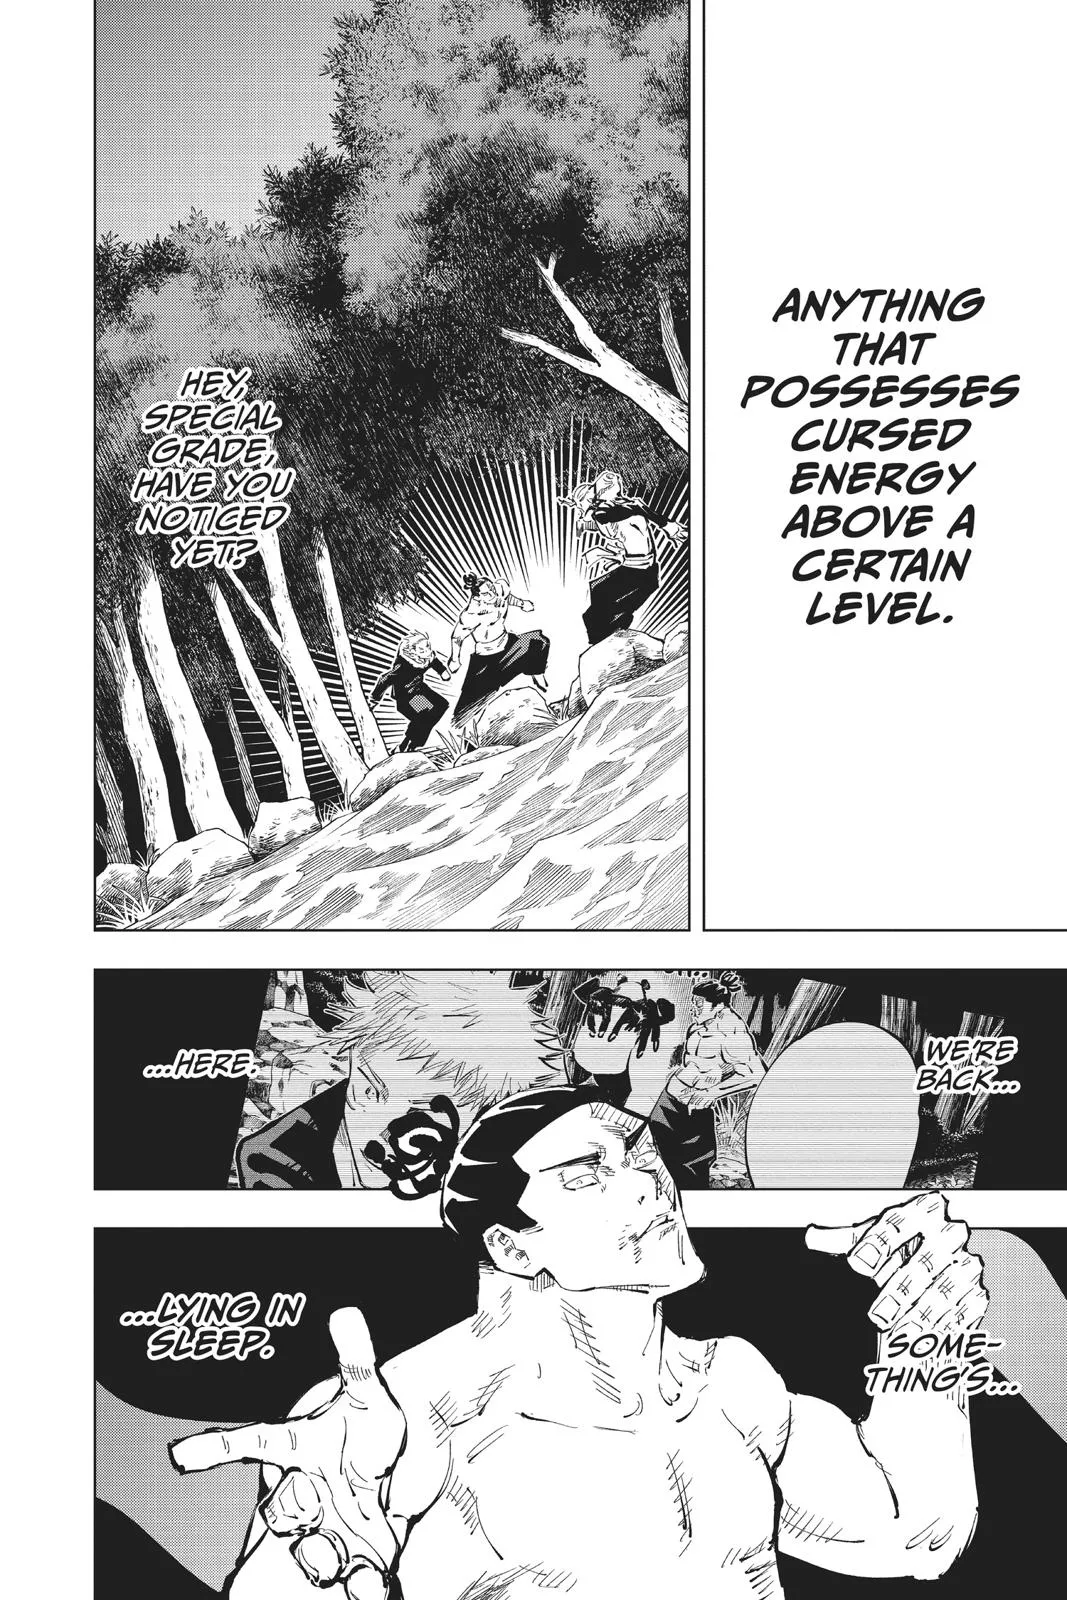 ANYTHING
THAT
POSSESSES
CURSED
ENERGY
ABOVE A
CERTAIN
LEVEL.
HEY,
SPECIAL
GRADE,
HAVE YOU
NOTICED
YET?
WE'RE
BACK...
...HERE.
SOME-
THING'S...
...LYING IN
SLEEP.